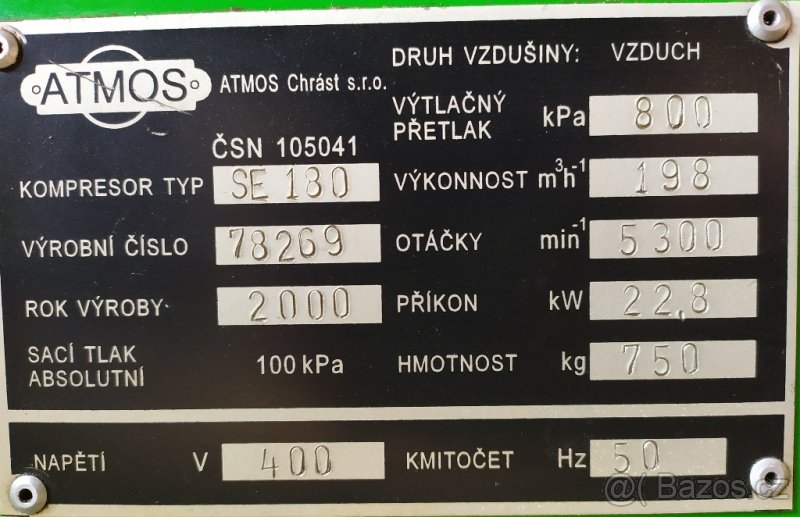 ATMOS
ATMOS Chrást s.r.o.
ČSN 105041
KOMPRESOR TYP SE 180
VÝROBNÍ ČÍSLO 78269
ROK VÝROBY 2000
SACÍ TLAK
ABSOLUTNÍ 100 kPa
DRUH VZDUŠINY: VZDUCH
VÝTLAČNÝ
PŘETLAK kPa 800
VÝKONNOST m³h⁻¹ 198
OTÁČKY min⁻¹ 5300
PŘÍKON kW 22,8
HMOTNOST kg 750
NAPĚTÍ V 400
KMITOČET Hz 50
@( Bazos.cz